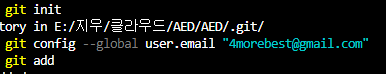 git init
tory in E:/지우/클라우드/AED/AED/.git/
git config --global user.email "4morebest@gmail.com"
git add